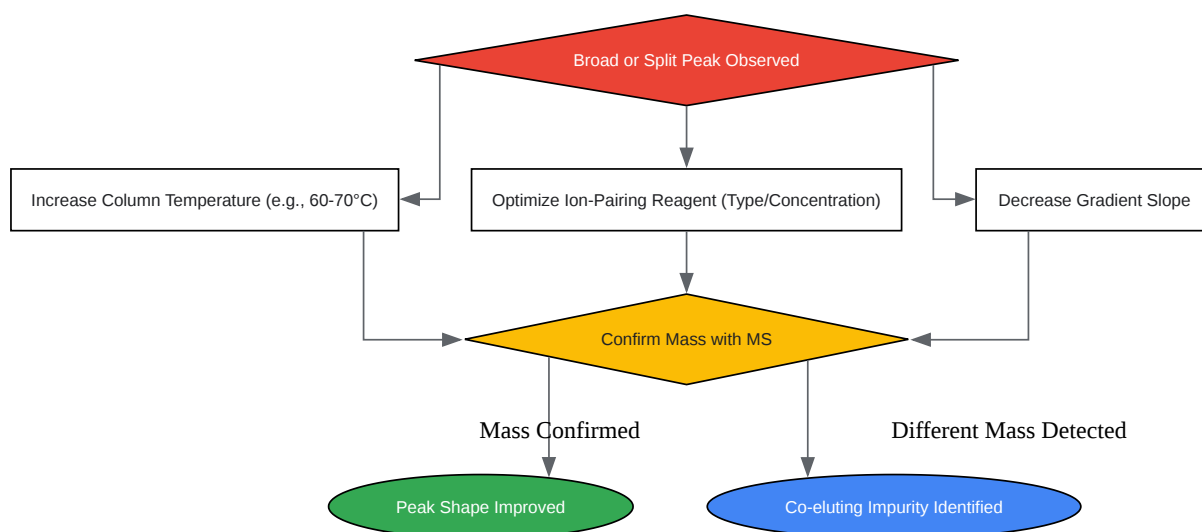 Broad or Split Peak Observed
Increase Column Temperature (e.g., 60-70°C)
Optimize Ion-Pairing Reagent (Type/Concentration)
Decrease Gradient Slope
Confirm Mass with MS
Mass Confirmed
Different Mass Detected
Peak Shape Improved
Co-eluting Impurity Identified